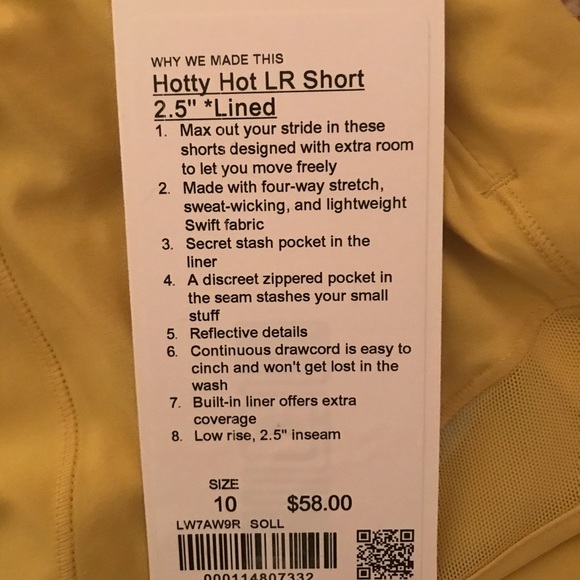 WHY WE MADE THIS
Hotty Hot LR Short
2.5" *Lined
1. Max out your stride in these
shorts designed with extra room
to let you move freely
2. Made with four-way stretch,
sweat-wicking, and lightweight
Swift fabric
3. Secret stash pocket in the
liner
4. A discreet zippered pocket in
the seam stashes your small
stuff
5. Reflective details
6. Continuous drawcord is easy to
cinch and won't get lost in the
wash
7. Built-in liner offers extra
coverage
8. Low rise, 2.5" inseam
SIZE
10 $58.00
LW7AW9R SOLL
000114807332